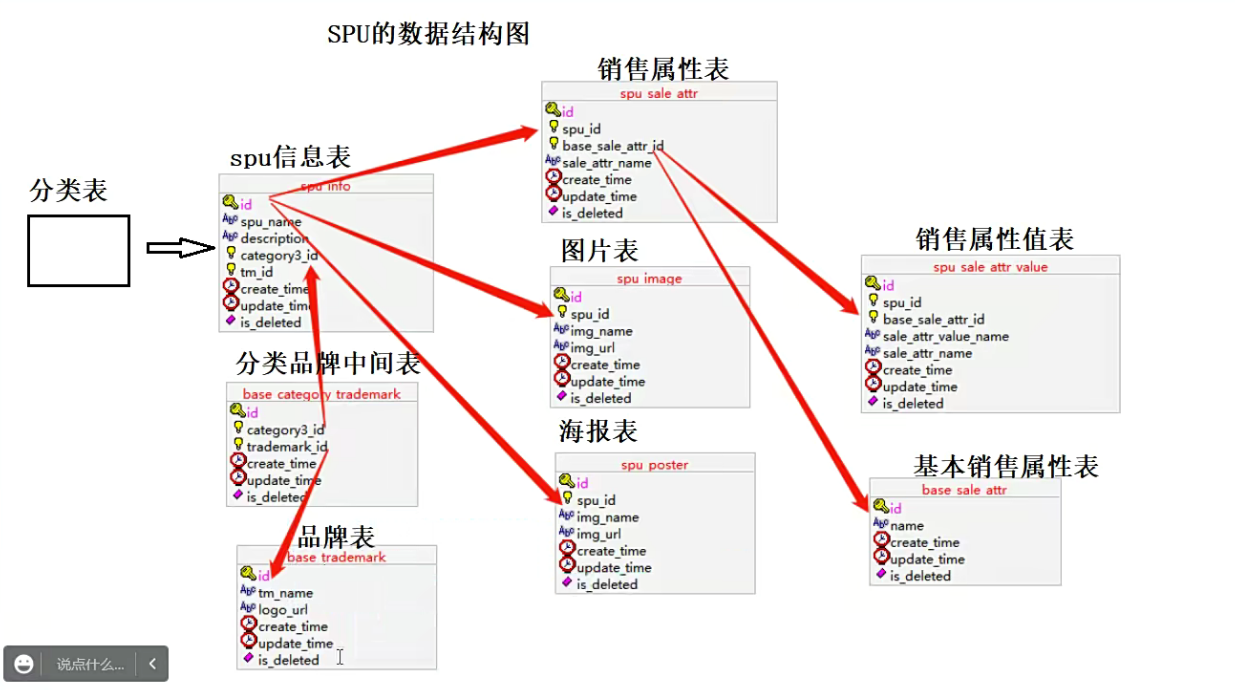 SPU的数据结构图
分类表
spu信息表
spu info
id
spu_name
description
category3_id
tm_id
create_time
update_time
is_deleted
分类品牌中间表
base category trademark
id
category3_id
trademark_id
create_time
update_time
is_deleted
品牌表
base trademark
id
tm_name
logo_url
create_time
update_time
is_deleted
销售属性表
spu sale attr
id
spu_id
base_sale_attr_id
sale_attr_name
create_time
update_time
is_deleted
图片表
spu image
id
spu_id
img_name
img_url
create_time
update_time
is_deleted
海报表
spu poster
id
spu_id
img_name
img_url
create_time
update_time
is_deleted
销售属性值表
spu sale attr value
id
spu_id
base_sale_attr_id
sale_attr_value_name
sale_attr_name
create_time
update_time
is_deleted
基本销售属性表
base sale attr
id
name
create_time
update_time
is_deleted
说点什么...